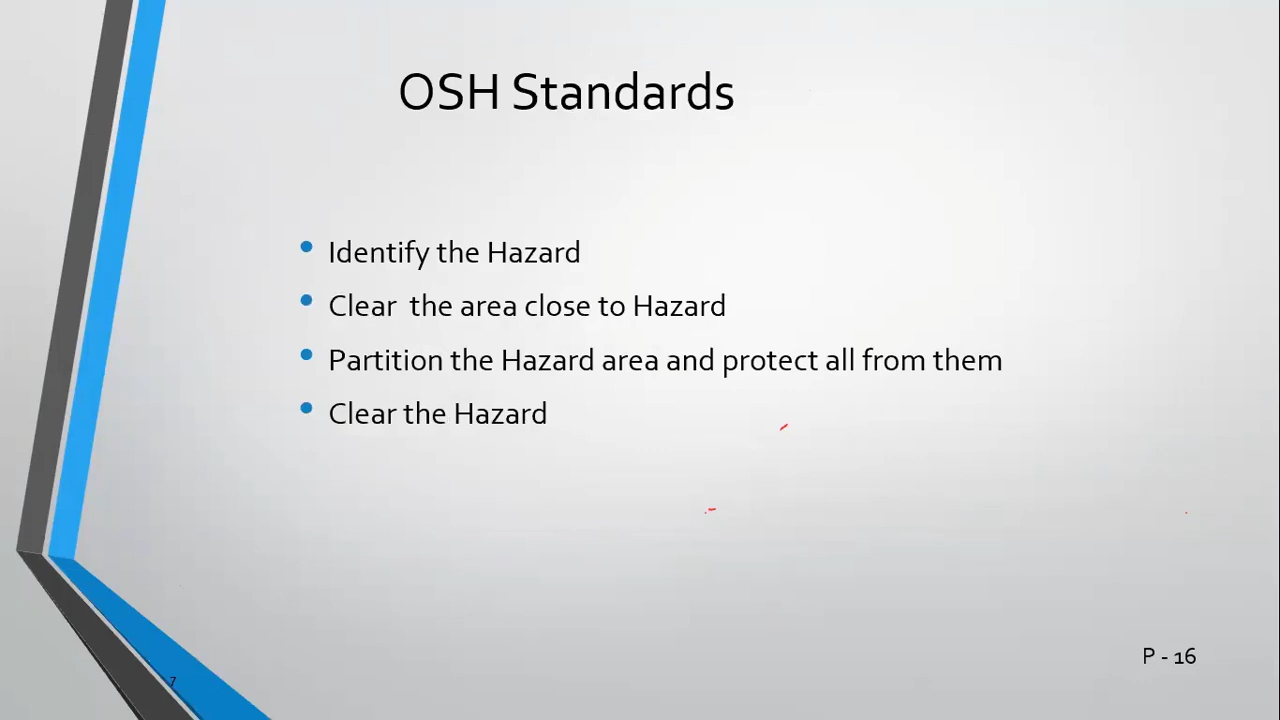 OSH Standards
Identify the Hazard
Clear  the area close to Hazard
Partition the Hazard area and protect all from them
Clear the Hazard
P - 16
7